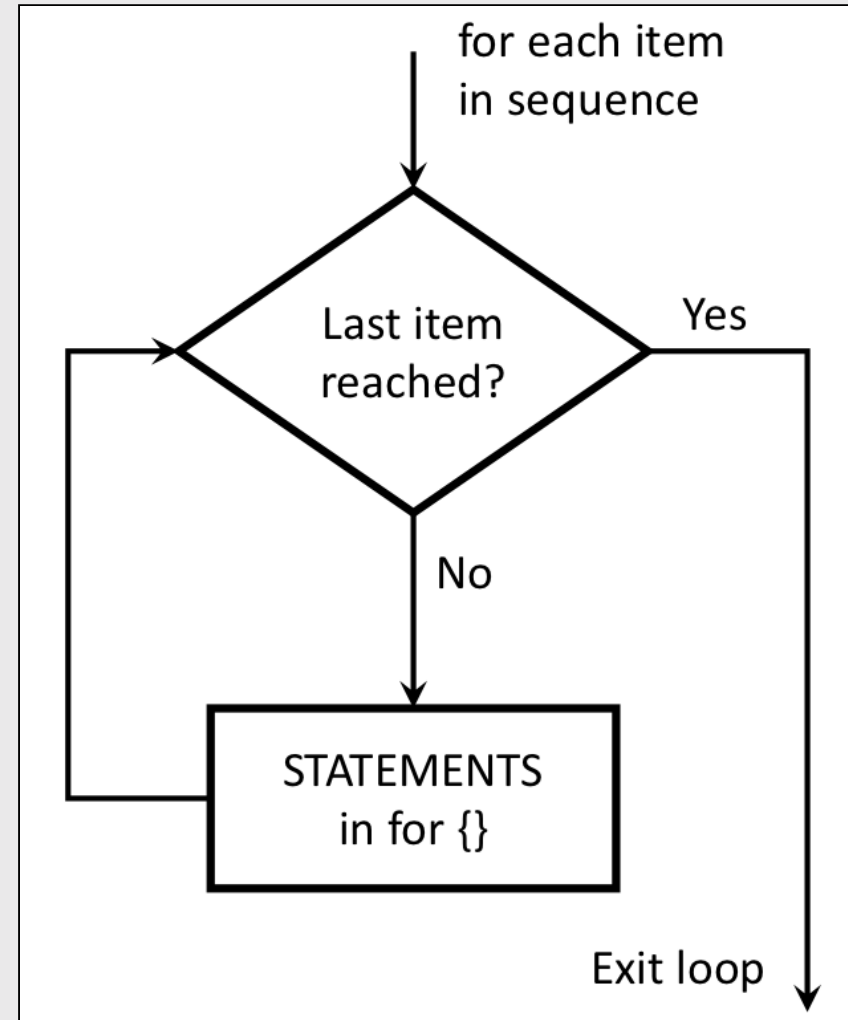 for each item
in sequence
Last item
reached?
Yes
No
STATEMENTS
in for {}
Exit loop